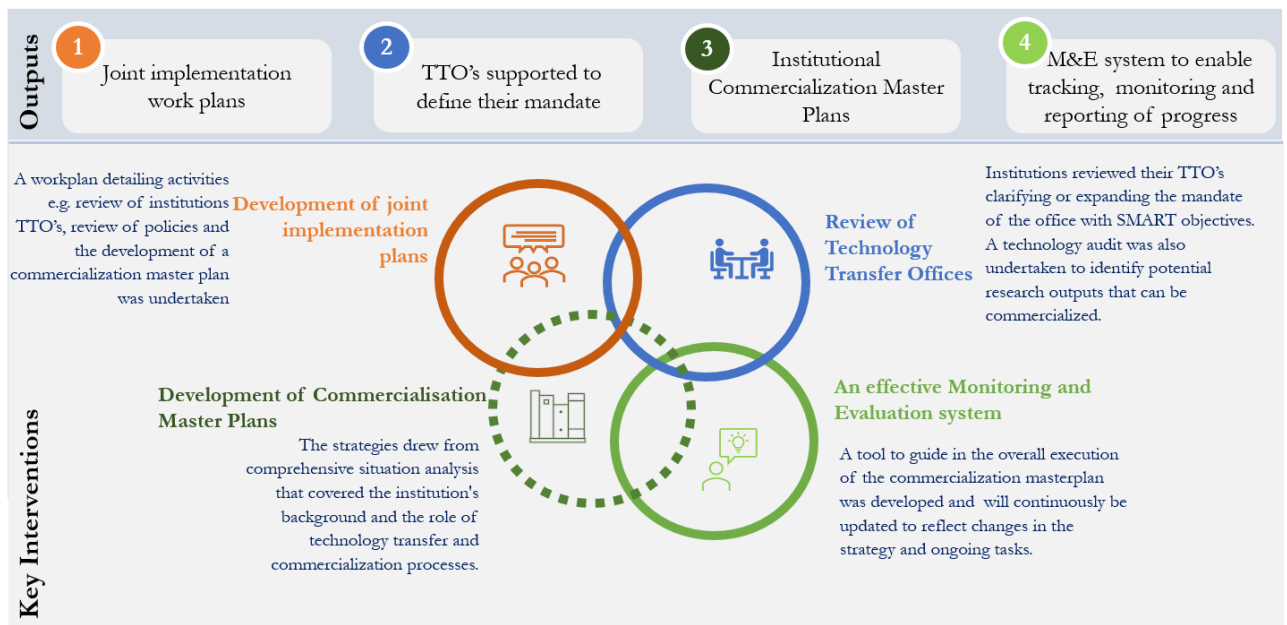 Outputs
1
Joint implementation
work plans
2
TTO's supported to
define their mandate
3
Institutional
Commercialization Master
Plans
4
M&E system to enable
tracking, monitoring and
reporting of progress
Key Interventions
A workplan detailing activities
e.g. review of institutions
TTO's, review of policies and
the development of a
commercialization master plan
was undertaken
Development of joint
implementation
plans
Review of
Technology
Transfer Offices
Institutions reviewed their TTO's
clarifying or expanding the mandate
of the office with SMART objectives.
A technology audit was also
undertaken to identify potential
research outputs that can be
commercialized.
Development of Commercialisation
Master Plans
The strategies drew from
comprehensive situation analysis
that covered the institution's
background and the role of
technology transfer and
commercialization processes.
An effective Monitoring and
Evaluation system
A tool to guide in the overall execution
of the commercialization masterplan
was developed and will continuously be
updated to reflect changes in the
strategy and ongoing tasks.